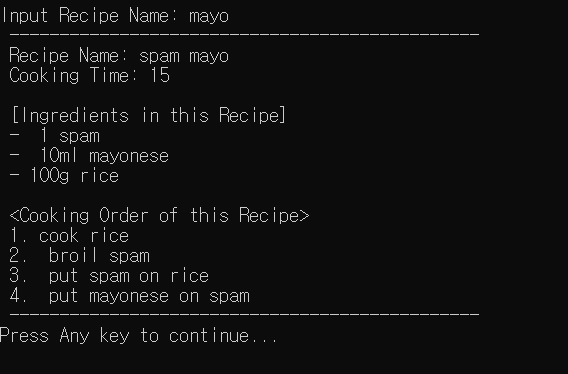 Input Recipe Name: mayo
-----------------------------------------------
Recipe Name: spam mayo
Cooking Time: 15
[Ingredients in this Recipe]
-  1 spam
-  10ml mayonese
- 100g rice
<Cooking Order of this Recipe>
1. cook rice
2.  broil spam
3.  put spam on rice
4.  put mayonese on spam
-----------------------------------------------
Press Any key to continue...